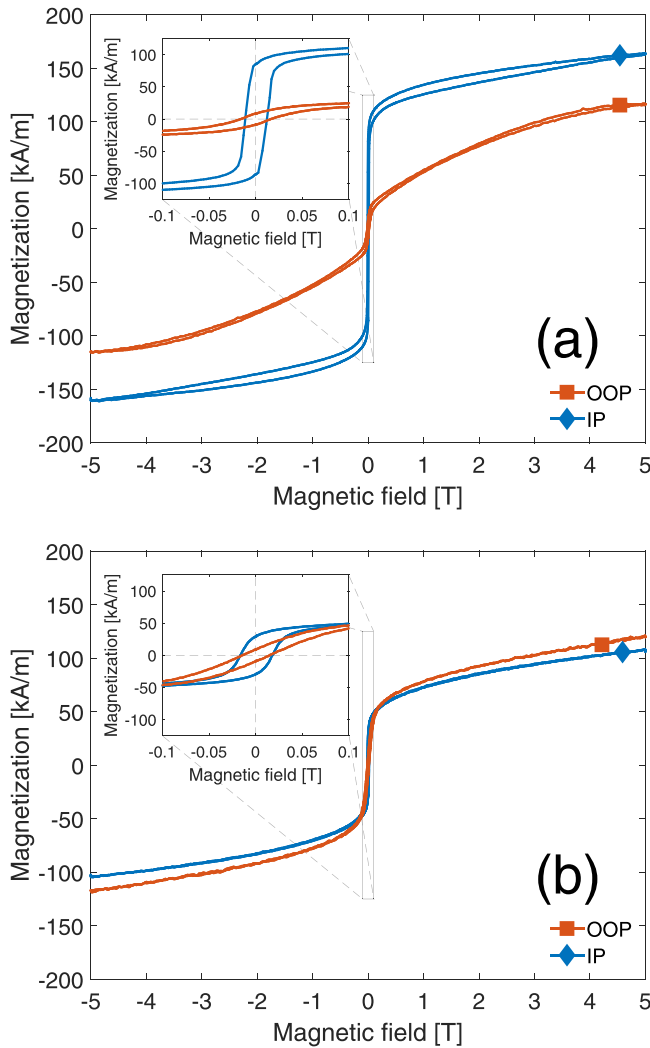 200
150
100
50
0
-50
-100
-150
-200
Magnetization [kA/m]
100
50
0
-50
-100
Magnetization [kA/m]
-0.1 -0.05 0 0.05 0.1
Magnetic field [T]
(a)
OOP
IP
-5 -4 -3 -2 -1 0 1 2 3 4 5
Magnetic field [T]
200
150
100
50
0
-50
-100
-150
-200
Magnetization [kA/m]
100
50
0
-50
-100
Magnetization [kA/m]
-0.1 -0.05 0 0.05 0.1
Magnetic field [T]
(b)
OOP
IP
-5 -4 -3 -2 -1 0 1 2 3 4 5
Magnetic field [T]